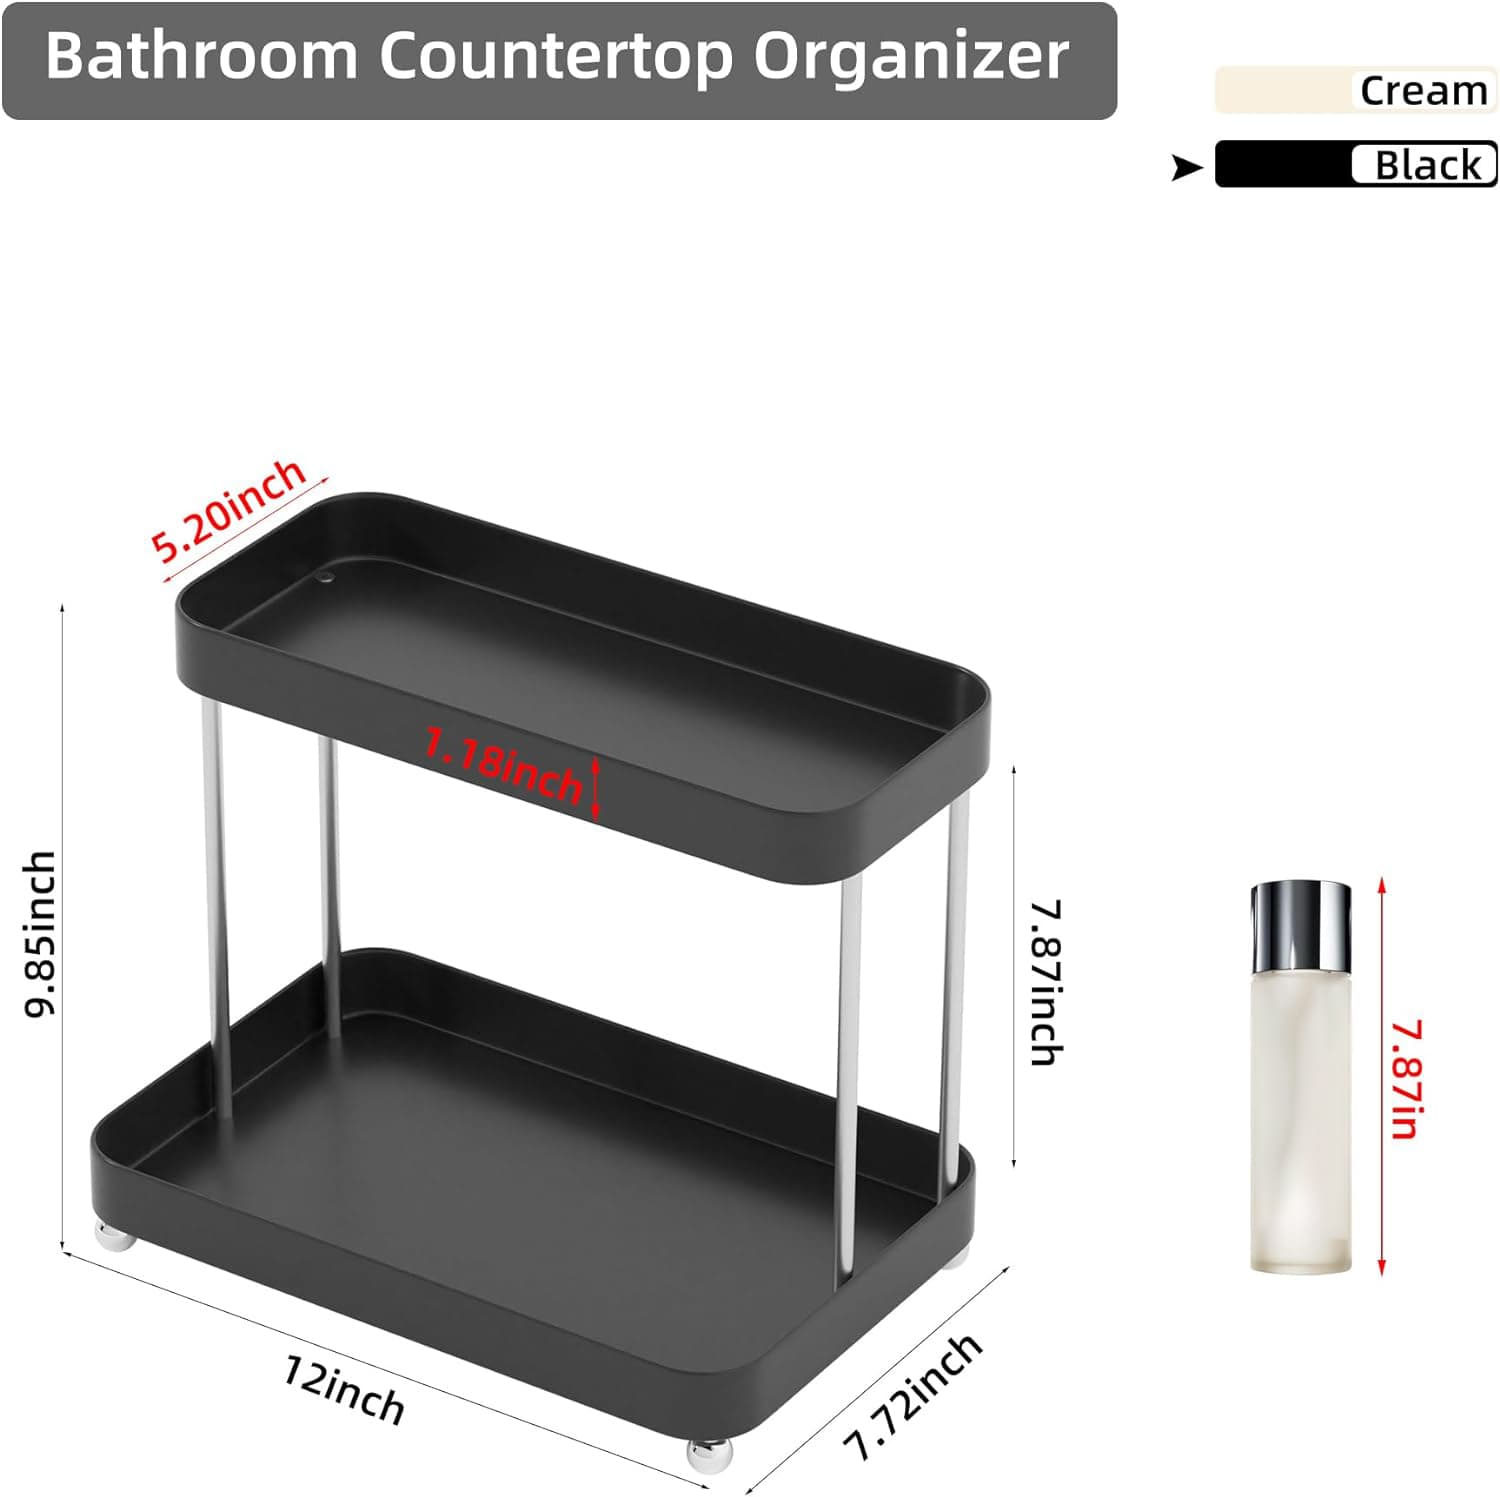 Bathroom Countertop Organizer
Cream
Black
5.20inch
1.18inch
9.85inch
7.87inch
7.87in
12inch
7.72inch